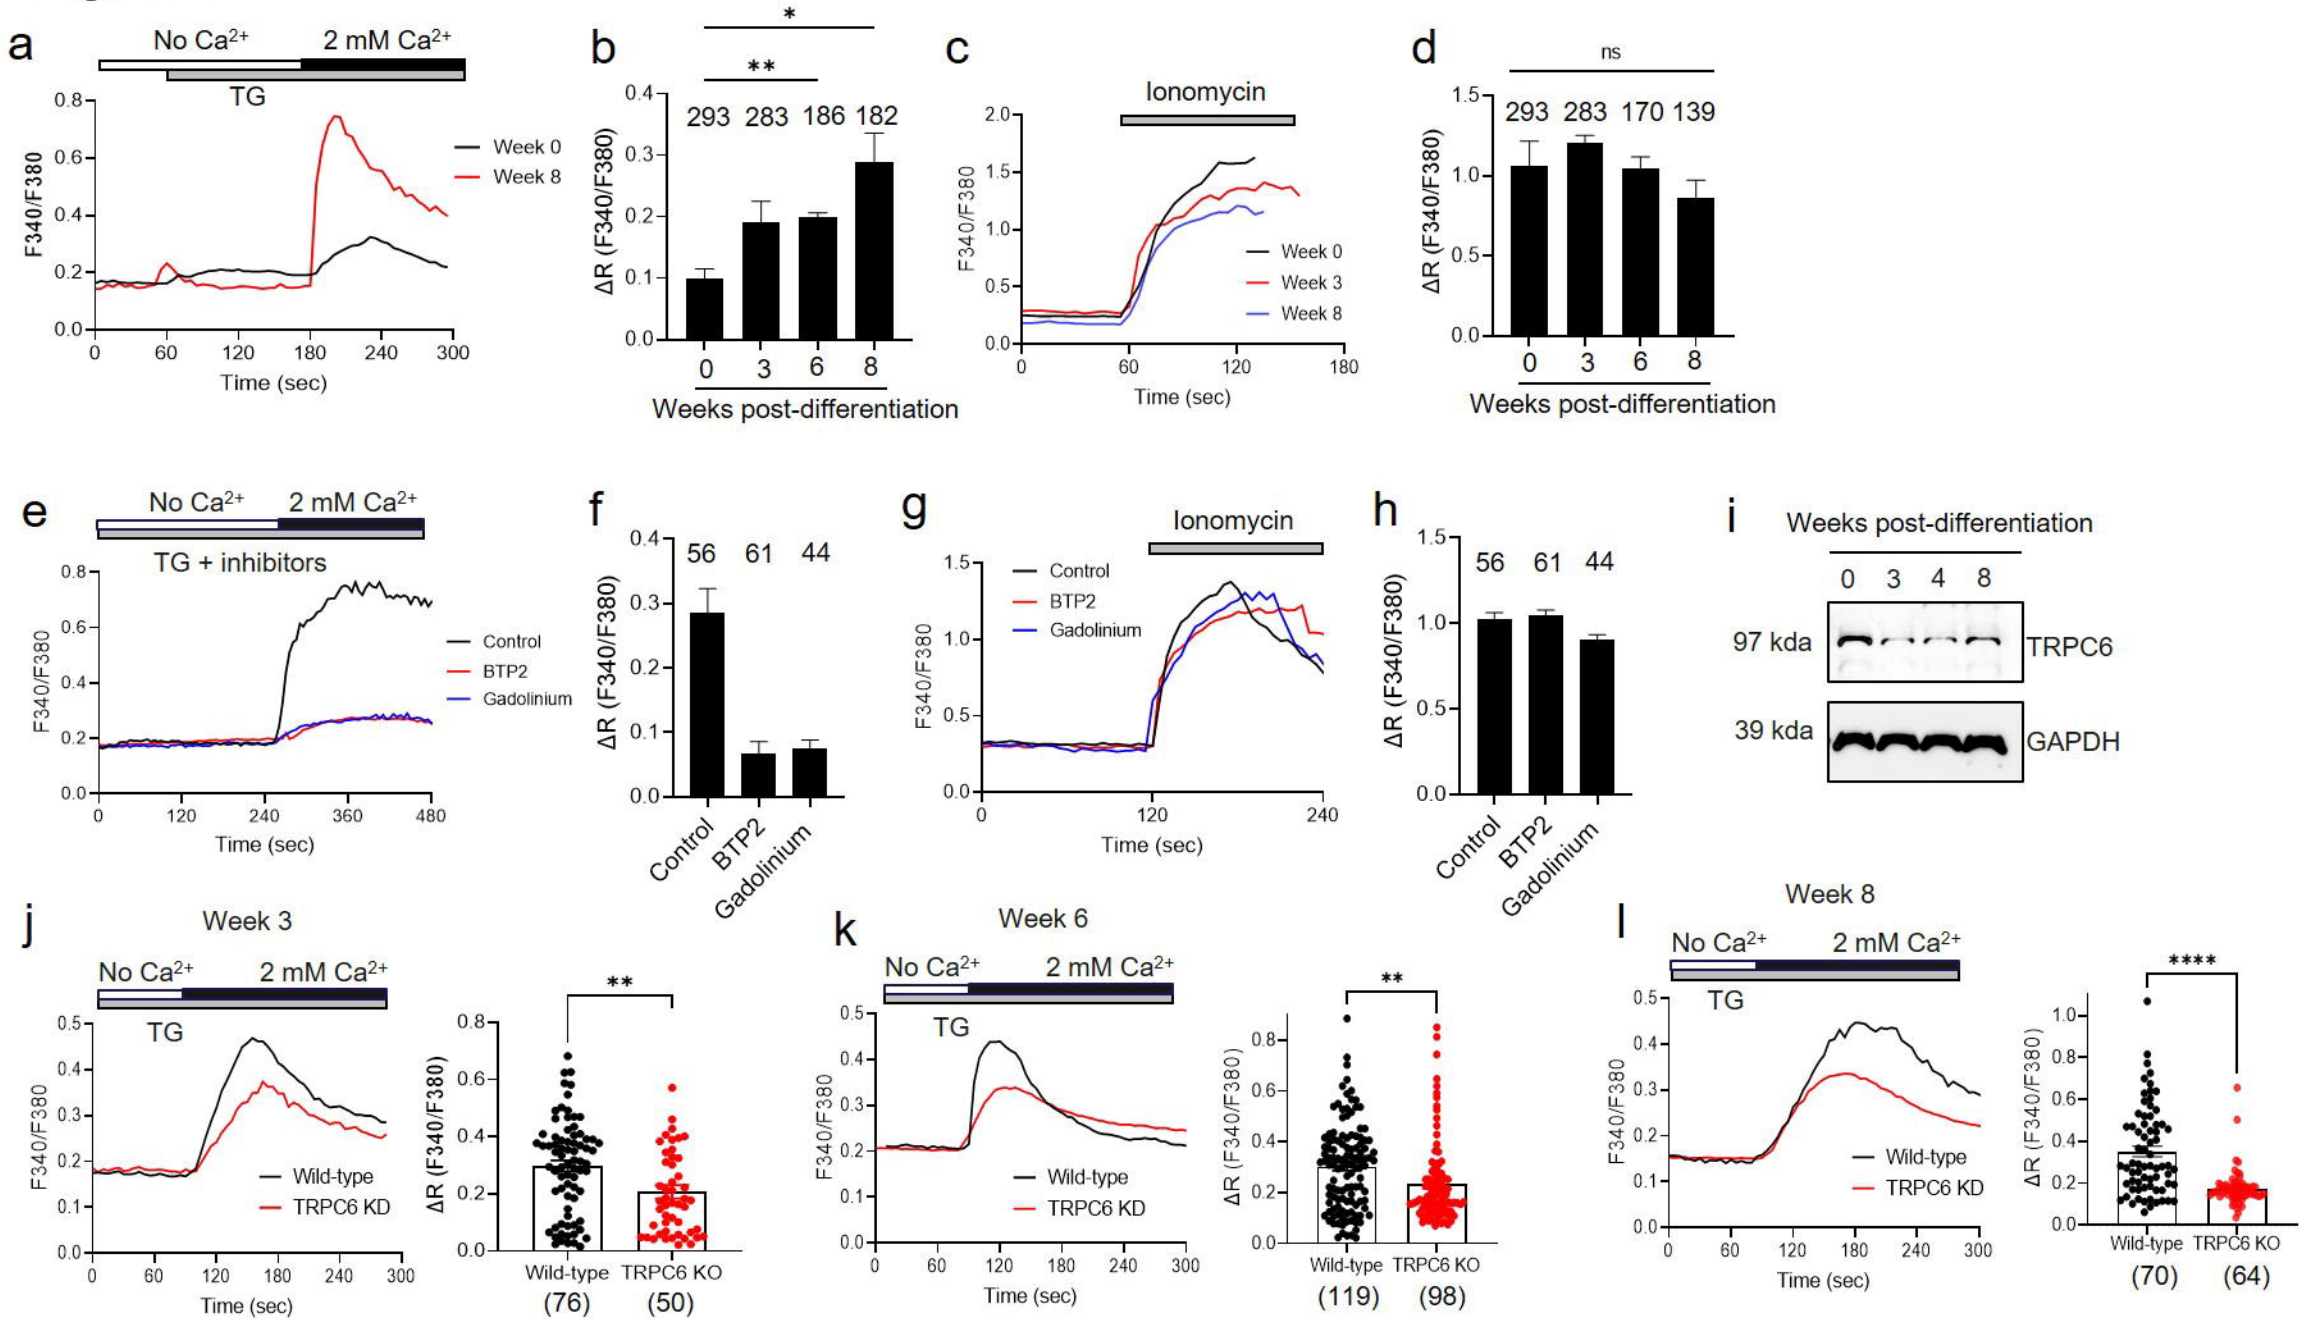 a
No Ca²⁺
2 mM Ca²⁺
TG
0.8
0.6
0.4
0.2
0.0
F340/F380
Week 0
Week 8
0
60
120
180
240
300
Time (sec)
b
*
**
293
283
186
182
0.4
0.3
0.2
0.1
0.0
ΔR (F340/F380)
0
3
6
8
Weeks post-differentiation
c
Ionomycin
2.0
1.5
1.0
0.5
0.0
F340/F380
Week 0
Week 3
Week 8
0
60
120
180
Time (sec)
d
ns
293
283
170
139
1.5
1.0
0.5
0.0
ΔR (F340/F380)
0
3
6
8
Weeks post-differentiation
e
No Ca²⁺
2 mM Ca²⁺
TG + inhibitors
0.8
0.6
0.4
0.2
0.0
F340/F380
Control
BTP2
Gadolinium
0
120
240
360
480
Time (sec)
f
56
61
44
0.4
0.3
0.2
0.1
0.0
ΔR (F340/F380)
Control
BTP2
Gadolinium
g
Ionomycin
1.5
1.0
0.5
0.0
F340/F380
Control
BTP2
Gadolinium
0
120
240
Time (sec)
h
56
61
44
1.5
1.0
0.5
0.0
ΔR (F340/F380)
Control
BTP2
Gadolinium
i
Weeks post-differentiation
0
3
4
8
97 kda
TRPC6
39 kda
GAPDH
j
Week 3
No Ca²⁺
2 mM Ca²⁺
TG
0.5
0.4
0.3
0.2
0.1
0.0
F340/F380
Wild-type
TRPC6 KD
0
60
120
180
240
300
Time (sec)
**
0.8
0.6
0.4
0.2
0.0
ΔR (F340/F380)
Wild-type
TRPC6 KO
(76)
(50)
k
Week 6
No Ca²⁺
2 mM Ca²⁺
TG
0.5
0.4
0.3
0.2
0.1
0.0
F340/F380
Wild-type
TRPC6 KD
0
60
120
180
240
300
Time (sec)
**
0.8
0.6
0.4
0.2
0.0
ΔR (F340/F380)
Wild-type
TRPC6 KO
(119)
(98)
l
Week 8
No Ca²⁺
2 mM Ca²⁺
TG
0.5
0.4
0.3
0.2
0.1
0.0
F340/F380
Wild-type
TRPC6 KD
0
60
120
180
240
300
Time (sec)
****
1.0
0.8
0.6
0.4
0.2
0.0
ΔR (F340/F380)
Wild-type
TRPC6 KO
(70)
(64)